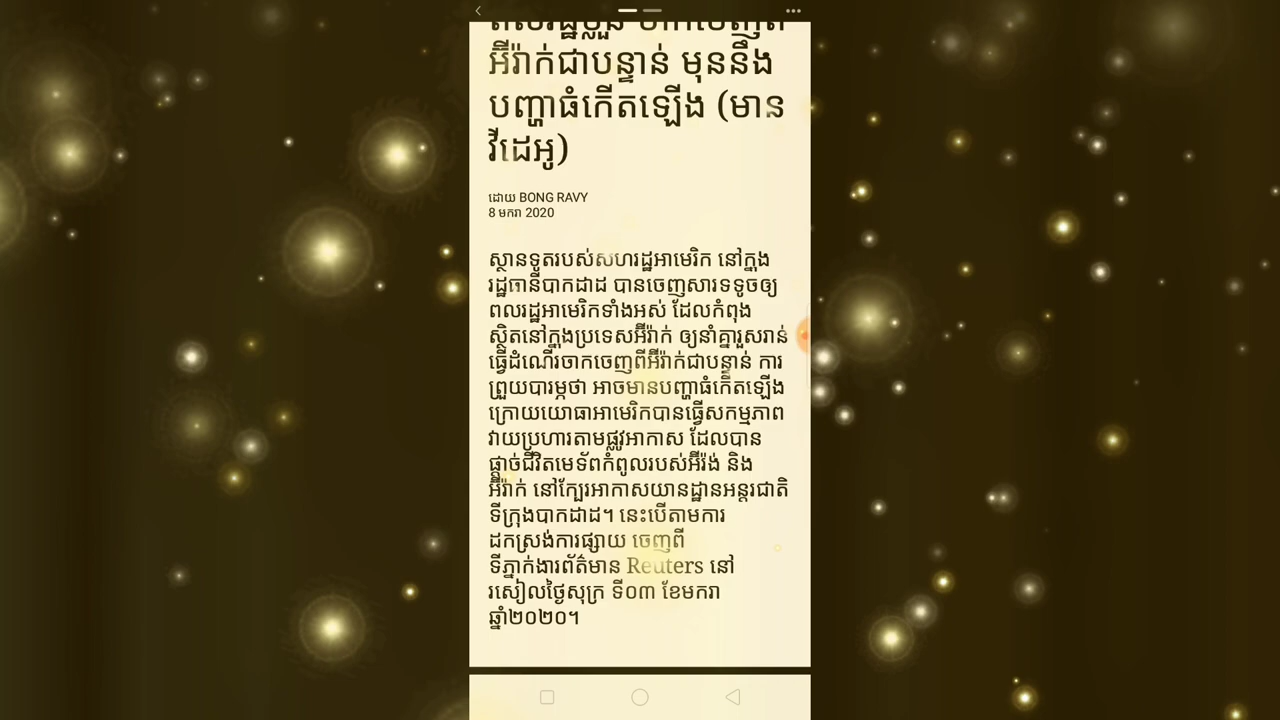 អ៊ីរ៉ាក់ជាបន្ទាន់ មុននឹង
បញ្ហាធំកើតឡើង (មាន
វីដេអូ)
ដោយ BONG RAVY
8 មករា 2020
ស្ថានទូតរបស់សហរដ្ឋអាមេរិក នៅក្នុង
រដ្ឋធានីបាកដាដ បានចេញសារទទូចឲ្យ
ពលរដ្ឋអាមេរិកទាំងអស់ ដែលកំពុង
ស្ថិតនៅក្នុងប្រទេសអ៊ីរ៉ាក់ ឲ្យនាំគ្នារួសរាន់
ធ្វើដំណើរចាកចេញពីអ៊ីរ៉ាក់ជាបន្ទាន់ ការ
ព្រួយបារម្ភថា អាចមានបញ្ហាធំកើតឡើង
ក្រោយយោធាអាមេរិកបានធ្វើសកម្មភាព
វាយប្រហារតាមផ្លូវអាកាស ដែលបាន
ផ្តាច់ជីវិតមេទ័ពកំពូលរបស់អ៊ីរ៉ង់ និង
អ៊ីរ៉ាក់ នៅក្បែរអាកាសយានដ្ឋានអន្តរជាតិ
ទីក្រុងបាកដាដ។ នេះបើតាមការ
ដកស្រង់ការផ្សាយ ចេញពី
ទីភ្នាក់ងារព័ត៌មាន Reuters នៅ
រសៀលថ្ងៃសុក្រ ទី០៣ ខែមករា
ឆ្នាំ២០២០។